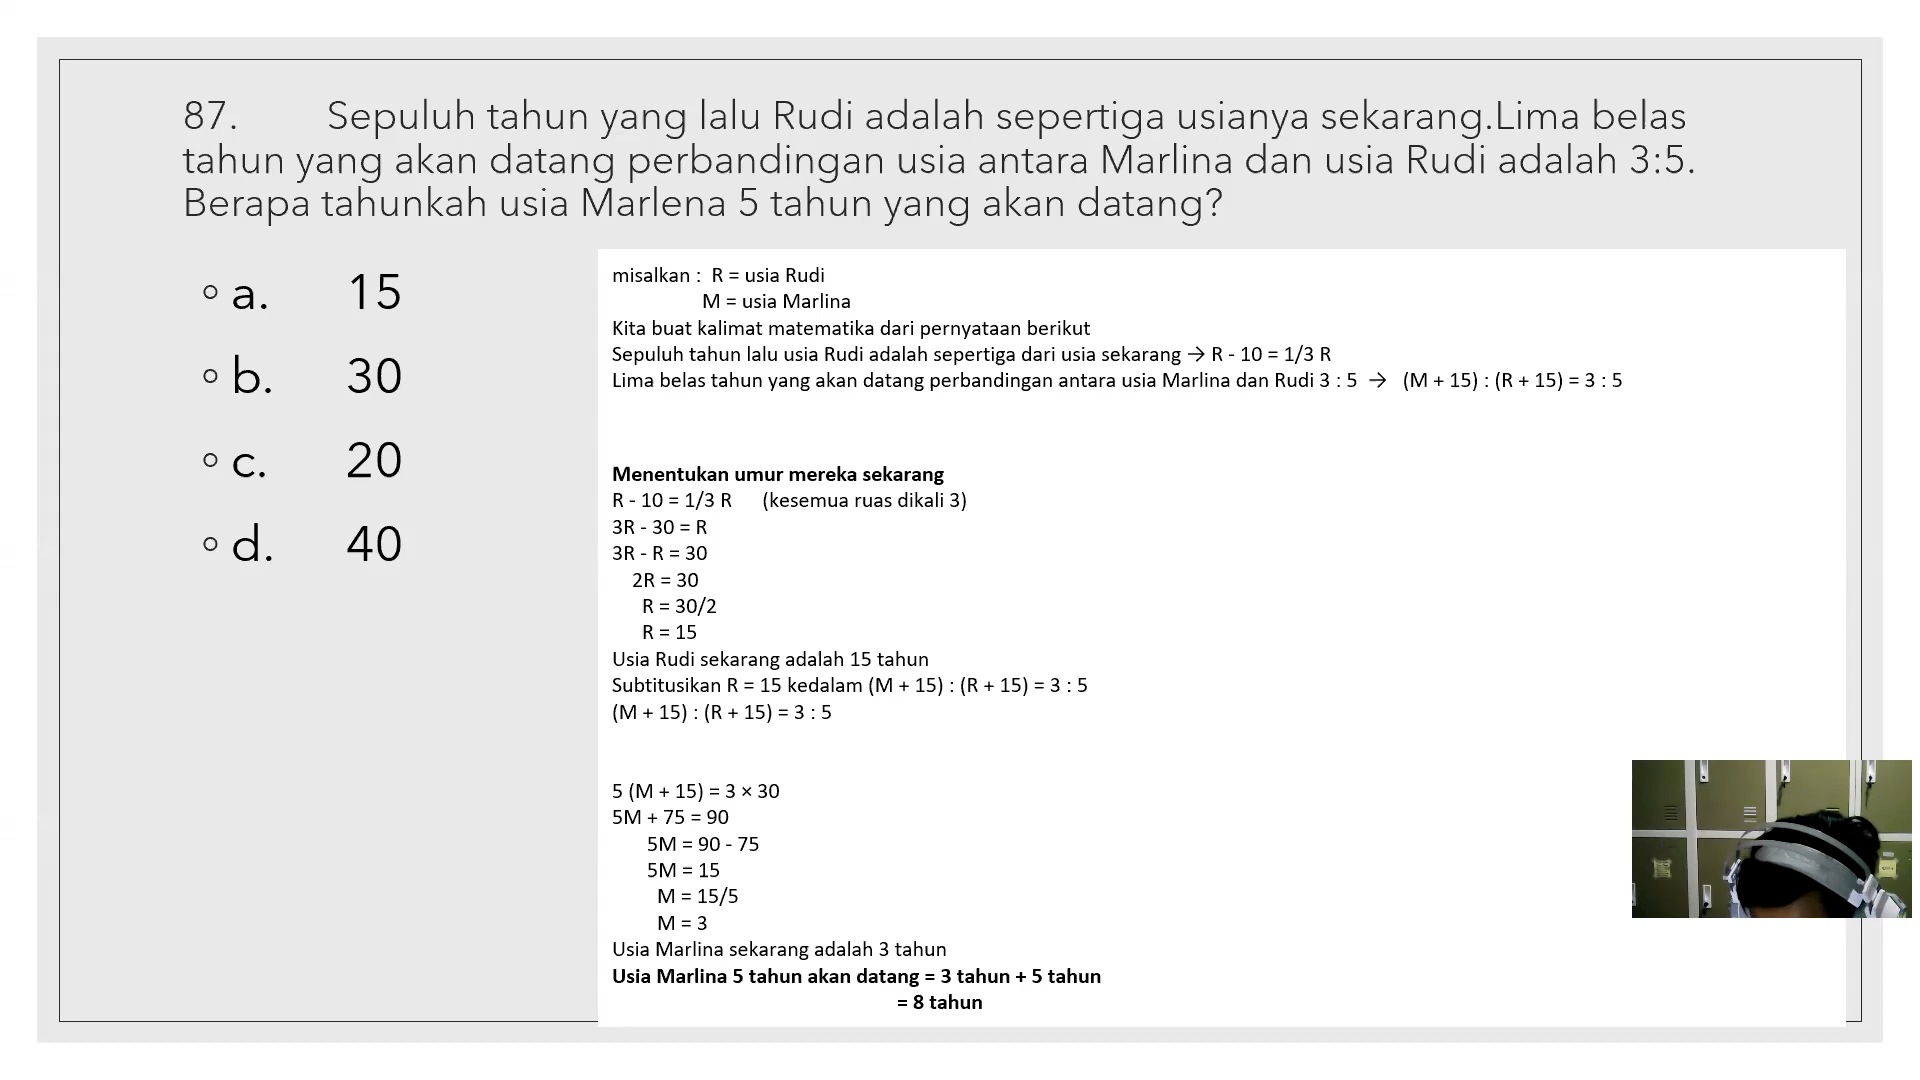 87. Sepuluh tahun yang lalu Rudi adalah sepertiga usianya sekarang.Lima belas
tahun yang akan datang perbandingan usia antara Marlina dan usia Rudi adalah 3:5.
Berapa tahunkah usia Marlena 5 tahun yang akan datang?
◦ a. 15
◦ b. 30
◦ c. 20
◦ d. 40
misalkan : R = usia Rudi
M = usia Marlina
Kita buat kalimat matematika dari pernyataan berikut
Sepuluh tahun lalu usia Rudi adalah sepertiga dari usia sekarang → R - 10 = 1/3 R
Lima belas tahun yang akan datang perbandingan antara usia Marlina dan Rudi 3 : 5 → (M + 15) : (R + 15) = 3 : 5
Menentukan umur mereka sekarang
R - 10 = 1/3 R (kesemua ruas dikali 3)
3R - 30 = R
3R - R = 30
2R = 30
R = 30/2
R = 15
Usia Rudi sekarang adalah 15 tahun
Subtitusikan R = 15 kedalam (M + 15) : (R + 15) = 3 : 5
(M + 15) : (R + 15) = 3 : 5
5 (M + 15) = 3 × 30
5M + 75 = 90
5M = 90 - 75
5M = 15
M = 15/5
M = 3
Usia Marlina sekarang adalah 3 tahun
Usia Marlina 5 tahun akan datang = 3 tahun + 5 tahun
= 8 tahun